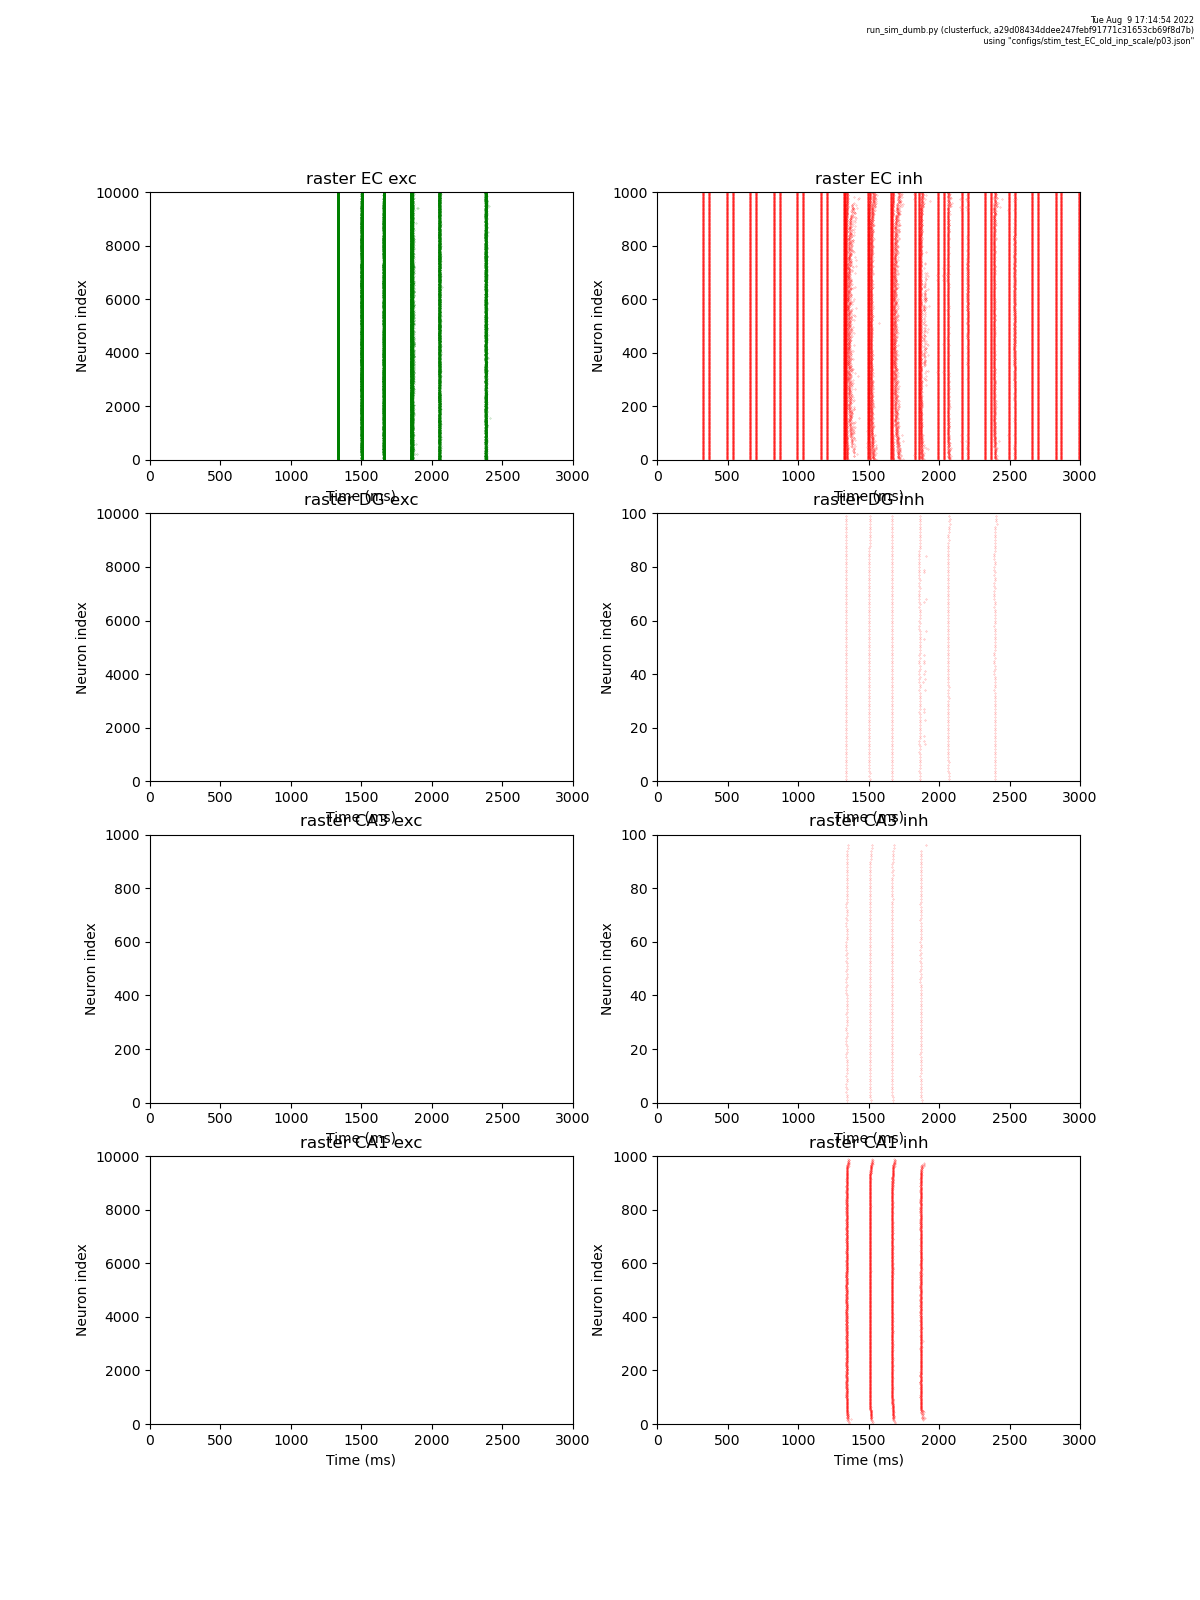 Tue Aug  9 17:14:54 2022
run_sim_dumb.py (clusterfuck, a29d08434ddee247febf91771c31653cb69f8d7b)
using "configs/stim_test_EC_old_inp_scale/p03.json"
raster EC exc
10000
8000
6000
4000
2000
0
Neuron index
0 500 1000 1500 2000 2500 3000
Time (ms)
raster EC inh
1000
800
600
400
200
0
Neuron index
0 500 1000 1500 2000 2500 3000
Time (ms)
raster DG exc
10000
8000
6000
4000
2000
0
Neuron index
0 500 1000 1500 2000 2500 3000
Time (ms)
raster DG inh
100
80
60
40
20
0
Neuron index
0 500 1000 1500 2000 2500 3000
Time (ms)
raster CA3 exc
1000
800
600
400
200
0
Neuron index
0 500 1000 1500 2000 2500 3000
Time (ms)
raster CA3 inh
100
80
60
40
20
0
Neuron index
0 500 1000 1500 2000 2500 3000
Time (ms)
raster CA1 exc
10000
8000
6000
4000
2000
0
Neuron index
0 500 1000 1500 2000 2500 3000
Time (ms)
raster CA1 inh
1000
800
600
400
200
0
Neuron index
0 500 1000 1500 2000 2500 3000
Time (ms)